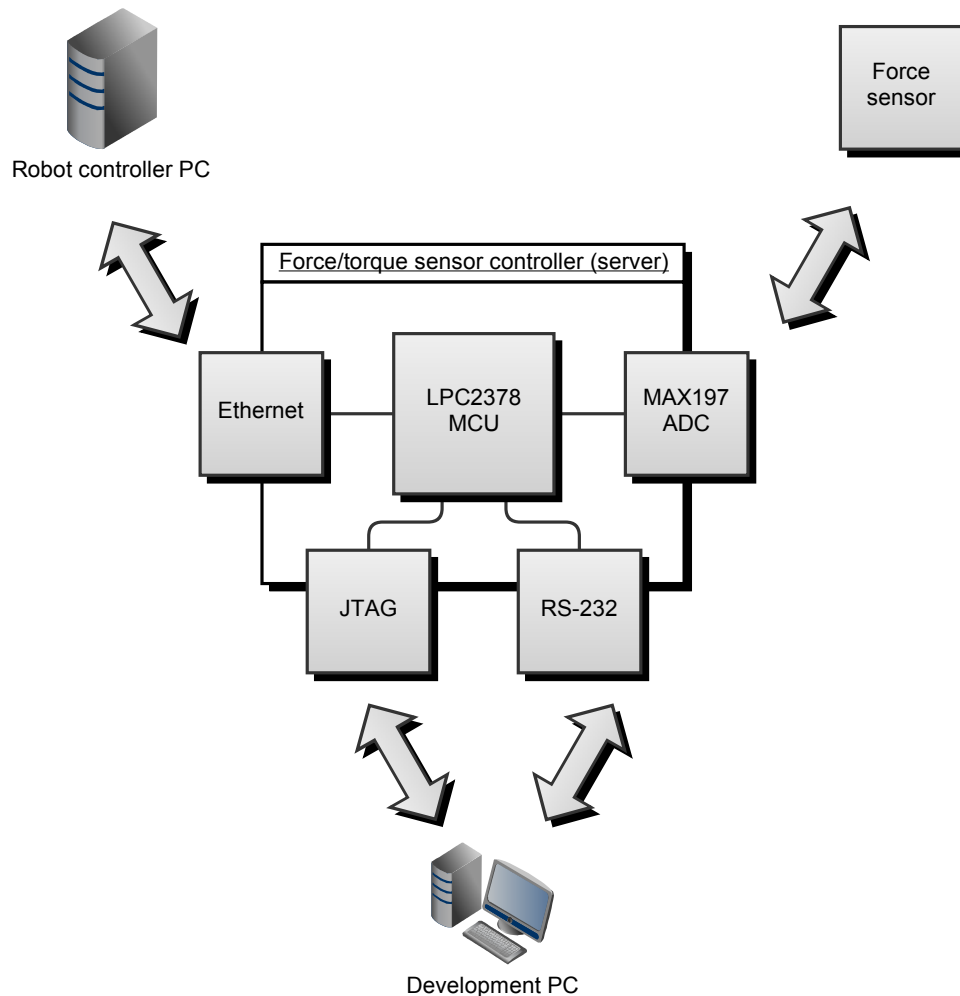 Robot controller PC
Force
sensor
Force/torque sensor controller (server)
Ethernet
LPC2378
MCU
MAX197
ADC
JTAG
RS-232
Development PC